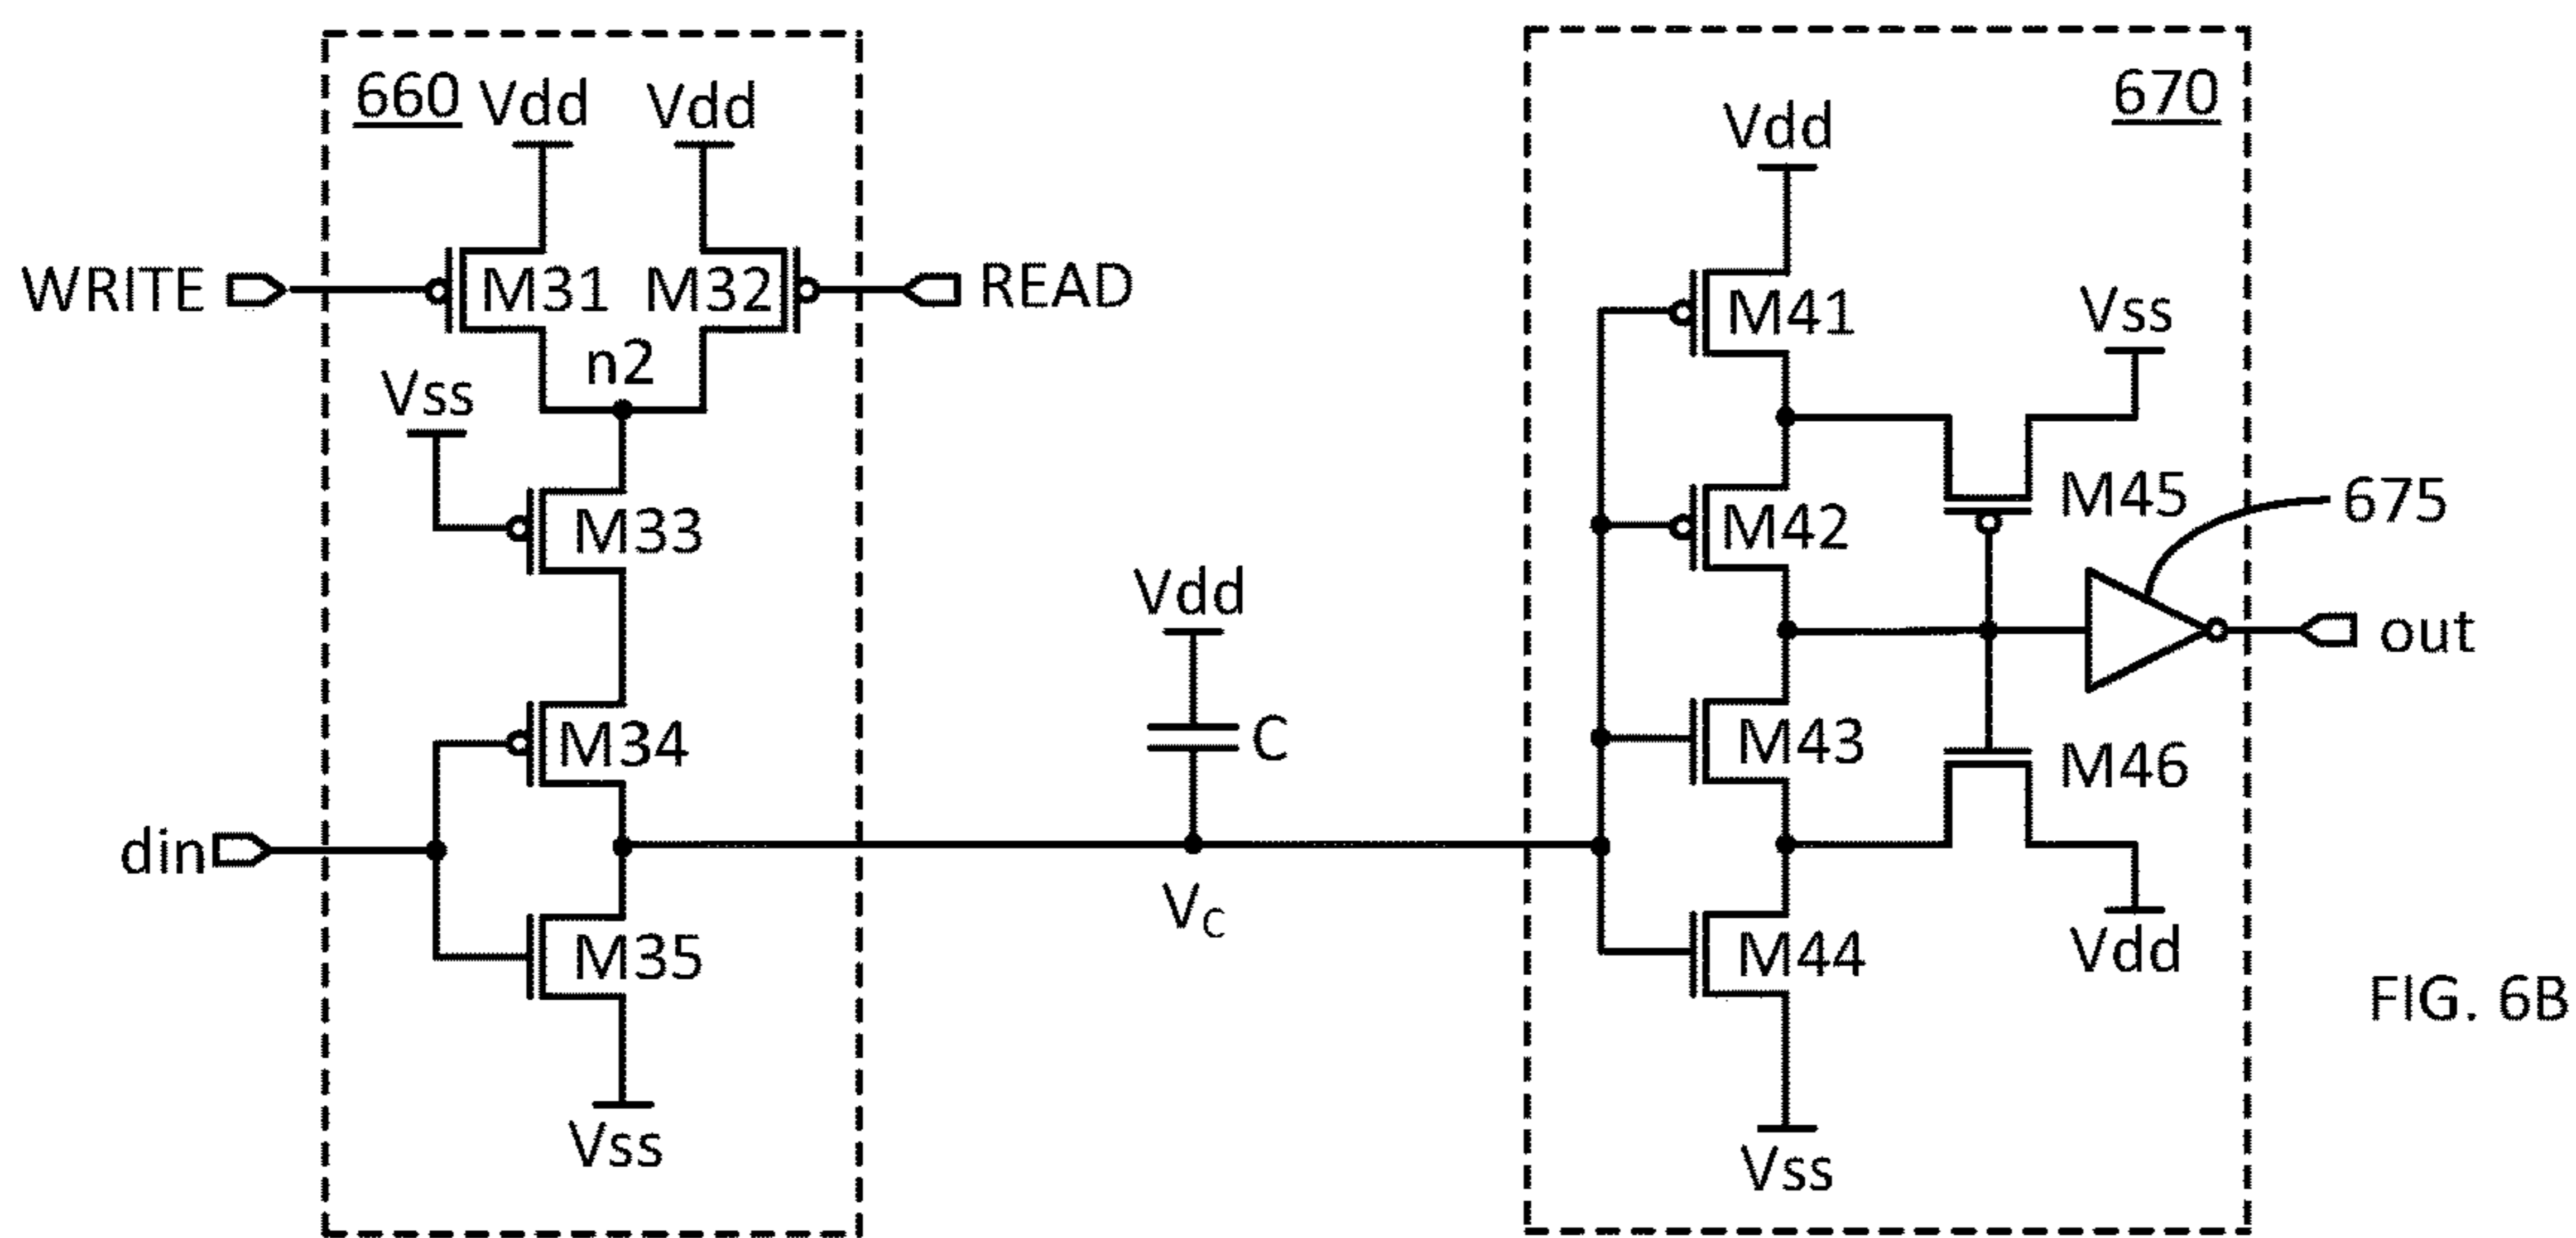 660
Vdd
Vdd
WRITE
M31
M32
READ
n2
Vss
M33
M34
din
M35
Vss
Vdd
C
VC
670
Vdd
M41
Vss
M42
M45
675
out
M43
M46
M44
Vdd
Vss
FIG. 6B